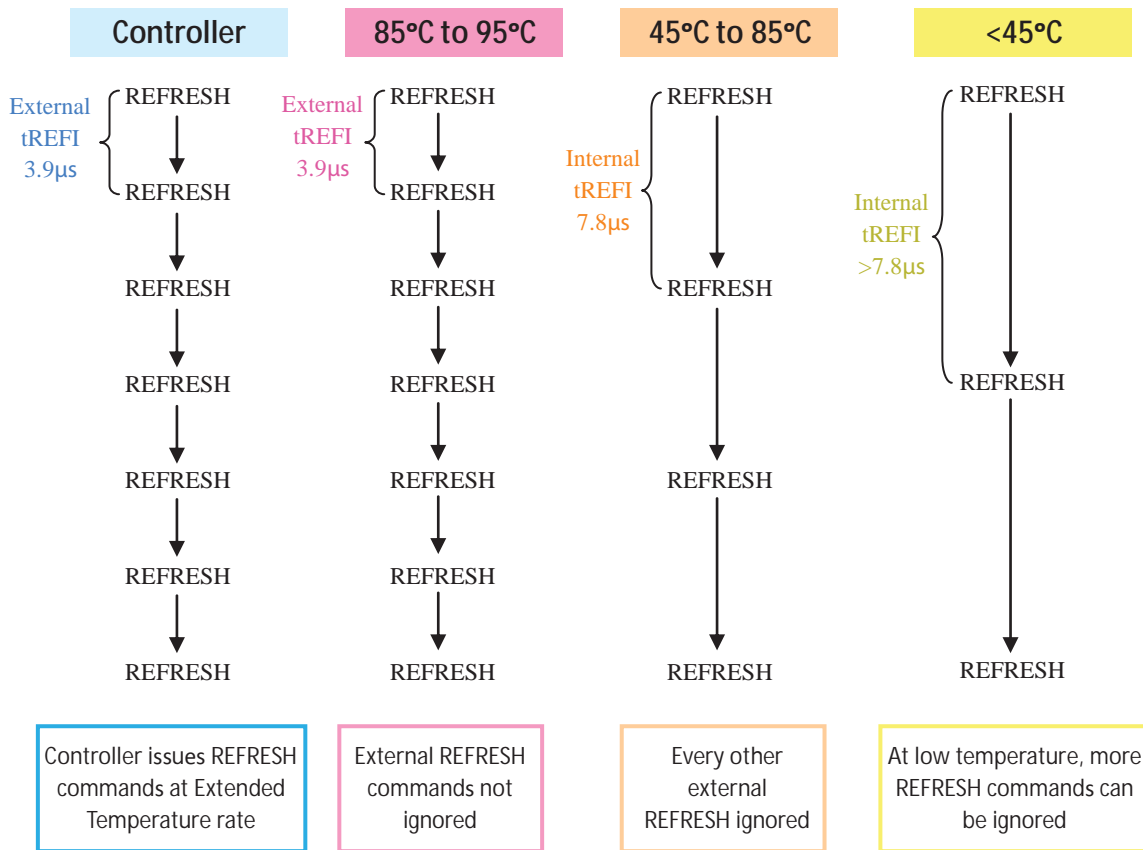 Controller
85°C to 95°C
45°C to 85°C
<45°C
External
tREFI
3.9µs
REFRESH
REFRESH
REFRESH
REFRESH
REFRESH
REFRESH
REFRESH
External
tREFI
3.9µs
REFRESH
REFRESH
REFRESH
REFRESH
REFRESH
REFRESH
REFRESH
Internal
tREFI
7.8µs
REFRESH
REFRESH
REFRESH
REFRESH
Internal
tREFI
>7.8µs
REFRESH
REFRESH
REFRESH
Controller issues REFRESH
commands at Extended
Temperature rate
External REFRESH
commands not
ignored
Every other
external
REFRESH ignored
At low temperature, more
REFRESH commands can
be ignored